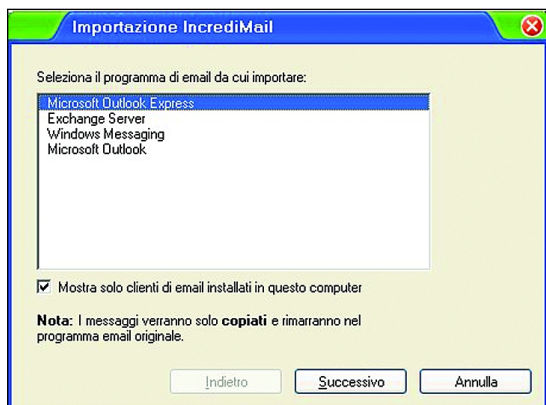 Importazione IncrediMail
Seleziona il programma di email da cui importare:
Microsoft Outlook Express
Exchange Server
Windows Messaging
Microsoft Outlook
Mostra solo clienti di email installati in questo computer
Nota: I messaggi verranno solo copiati e rimarranno nel
programma email originale.
Indietro
Successivo
Annulla